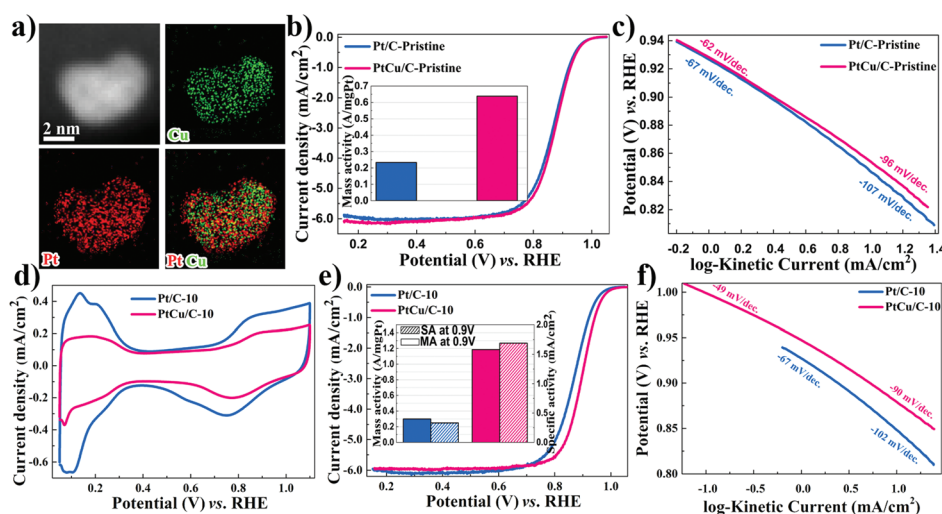 a)
2 nm
Cu
Pt
Pt Cu
b)
Pt/C-Pristine
PtCu/C-Pristine
Current density (mA/cm²)
0.0
-1.0
-2.0
-3.0
-4.0
-5.0
-6.0
Mass activity (A/mgPt)
0.7
0.6
0.5
0.4
0.3
0.2
0.1
0.0
0.2 0.4 0.6 0.8 1.0
Potential (V) vs. RHE
c)
Pt/C-Pristine
PtCu/C-Pristine
-62 mV/dec.
-67 mV/dec.
-96 mV/dec.
-107 mV/dec.
Potential (V) vs. RHE
0.94
0.92
0.90
0.88
0.86
0.84
0.82
-0.2 0.0 0.2 0.4 0.6 0.8 1.0 1.2 1.4
log-Kinetic Current (mA/cm²)
d)
Pt/C-10
PtCu/C-10
Current density (mA/cm²)
0.4
0.2
0.0
-0.2
-0.4
-0.6
0.2 0.4 0.6 0.8 1.0
Potential (V) vs. RHE
e)
Pt/C-10
PtCu/C-10
Current density (mA/cm²)
0.0
-1.0
-2.0
-3.0
-4.0
-5.0
-6.0
SA at 0.9V
MA at 0.9V
Mass activity (A/mgPt)
1.2
1.0
0.8
0.6
0.4
0.2
0.0
Specific activity (mA/cm²)
2.0
1.5
1.0
0.5
0.0
0.2 0.4 0.6 0.8 1.0
Potential (V) vs. RHE
f)
Pt/C-10
PtCu/C-10
-49 mV/dec.
-67 mV/dec.
-90 mV/dec.
-102 mV/dec.
Potential (V) vs. RHE
1.00
0.95
0.90
0.85
0.80
-1.0 -0.5 0.0 0.5 1.0
log-Kinetic Current (mA/cm²)